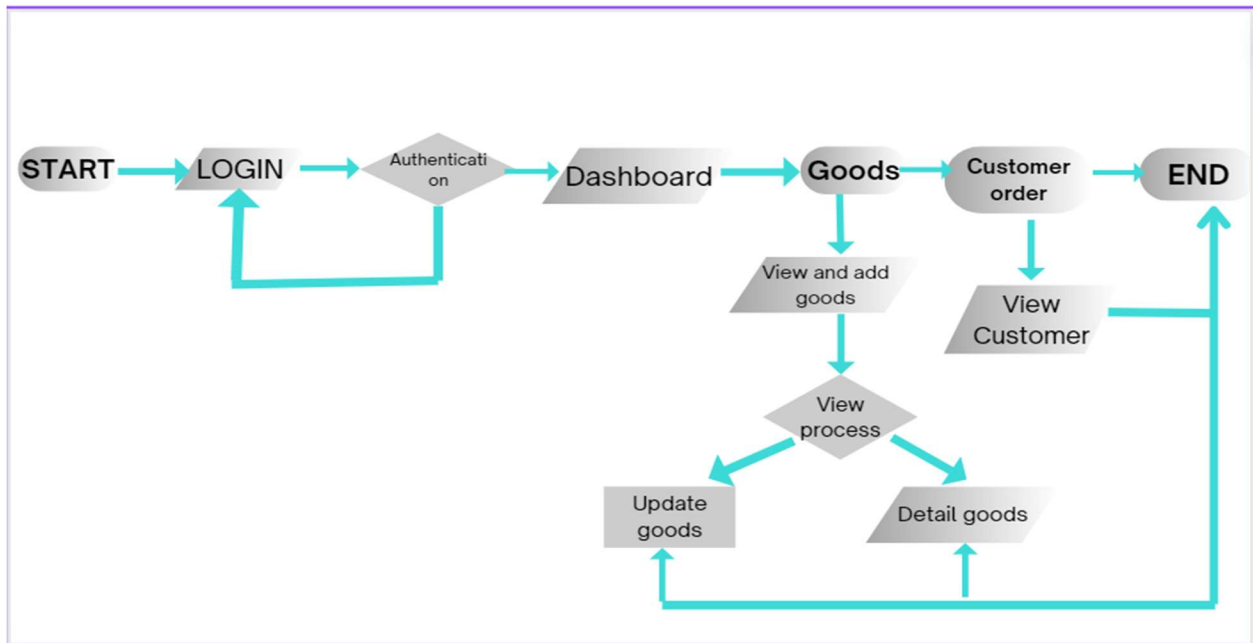 START
LOGIN
Authenticati
on
Dashboard
Goods
Customer
order
END
View and add
goods
View
Customer
View
process
Update
goods
Detail goods